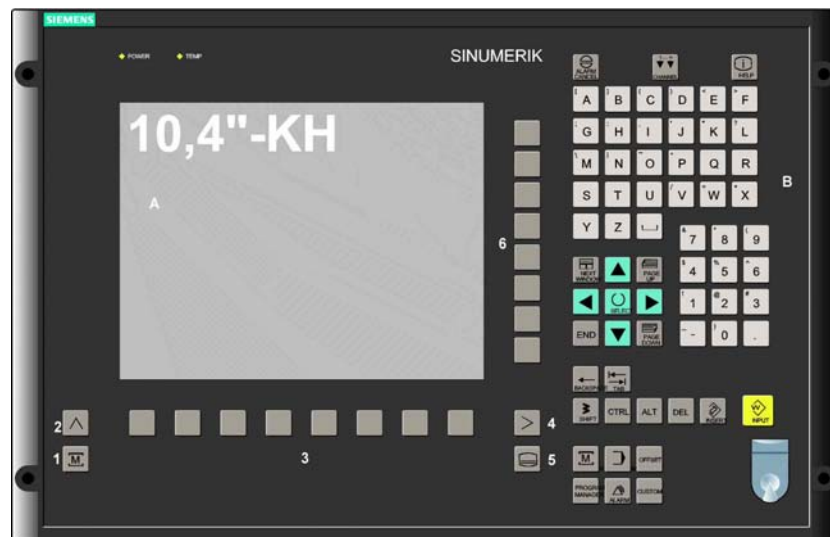 SIEMENS
POWER TEMP
SINUMERIK
ALARM CANCEL
CHANNEL
HELP
10,4"-KH
A
B
6
A B C D E F
G H I J K L
M N O P Q R
S T U V W X
Y Z
7 8 9
4 5 6
1 2 3
- 0 .
NEXT WINDOW
PAGE UP
SELECT
END
PAGE DOWN
BACKSPACE TAB
SHIFT CTRL ALT DEL INSERT INPUT
2
1
3
4
5
M
M
OFFSET
PROGRAM MANAGER
ALARM
CUSTOM